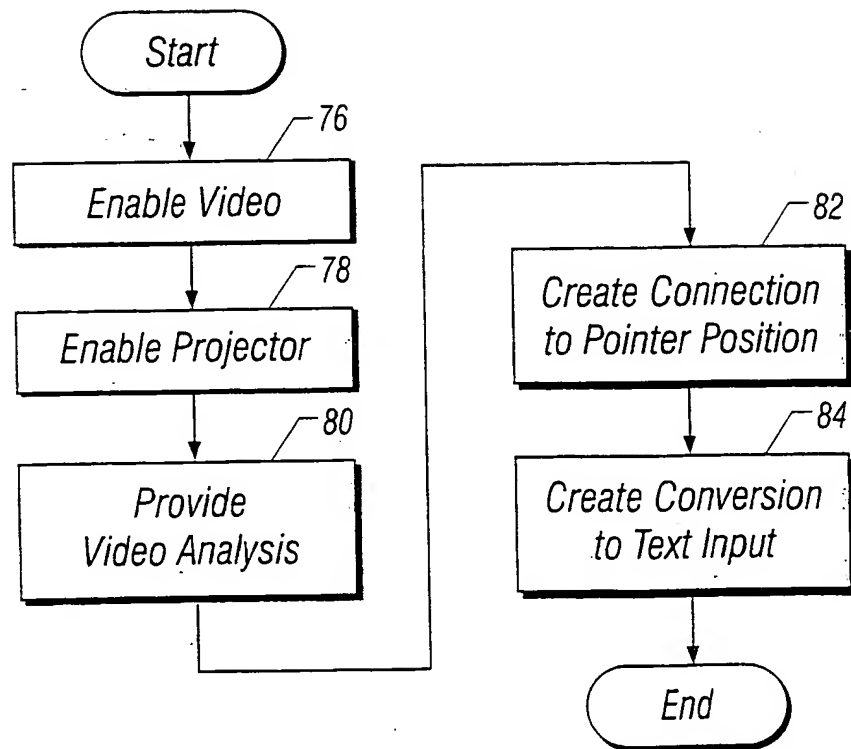 Start
76
Enable Video
78
Enable Projector
80
Provide
Video Analysis
82
Create Connection
to Pointer Position
84
Create Conversion
to Text Input
End